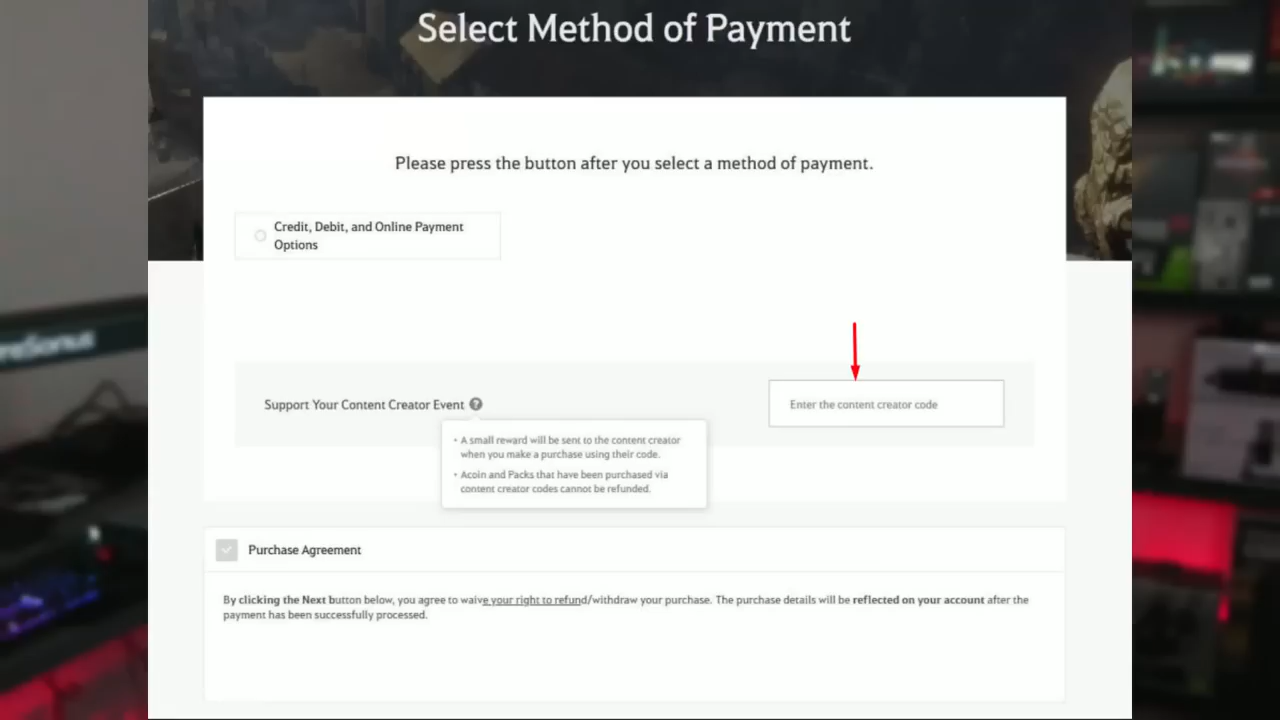 Select Method of Payment
Please press the button after you select a method of payment.
Credit, Debit, and Online Payment
Options
Support Your Content Creator Event ?
Enter the content creator code
• A small reward will be sent to the content creator
when you make a purchase using their code.
• Acoin and Packs that have been purchased via
content creator codes cannot be refunded.
Purchase Agreement
By clicking the Next button below, you agree to waive your right to refund/withdraw your purchase. The purchase details will be reflected on your account after the
payment has been successfully processed.